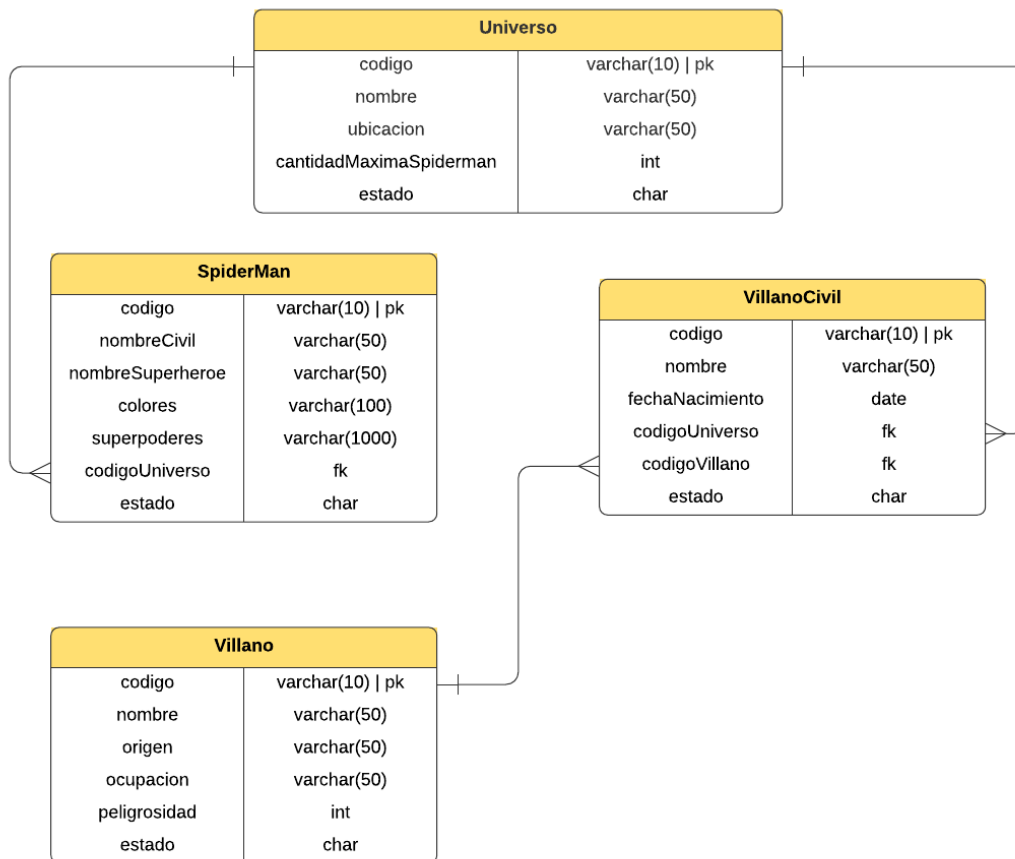 Universo
codigo varchar(10) | pk
nombre varchar(50)
ubicacion varchar(50)
cantidadMaximaSpiderman int
estado char
SpiderMan
codigo varchar(10) | pk
nombreCivil varchar(50)
nombreSuperheroe varchar(50)
colores varchar(100)
superpoderes varchar(1000)
codigoUniverso fk
estado char
VillanoCivil
codigo varchar(10) | pk
nombre varchar(50)
fechaNacimiento date
codigoUniverso fk
codigoVillano fk
estado char
Villano
codigo varchar(10) | pk
nombre varchar(50)
origen varchar(50)
ocupacion varchar(50)
peligrosidad int
estado char